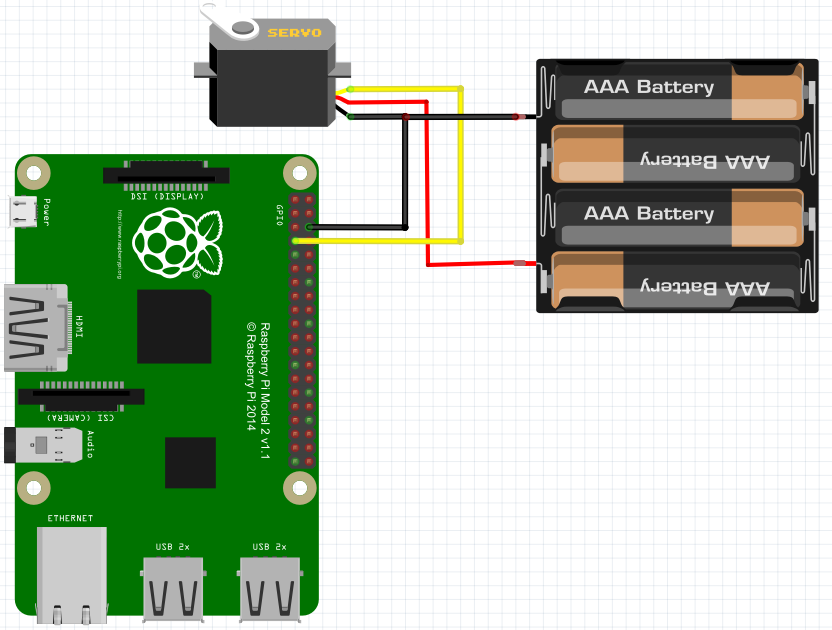 SERVO
AAA Battery
AAA Battery
AAA Battery
AAA Battery
DSI (DISPLAY)
Power
GPIO
http://www.raspberrypi.org
®
HDMI
Raspberry Pi Model 2 v1.1
© Raspberry Pi 2014
CSI (CAMERA)
Audio
ETHERNET
USB 2x
USB 2x